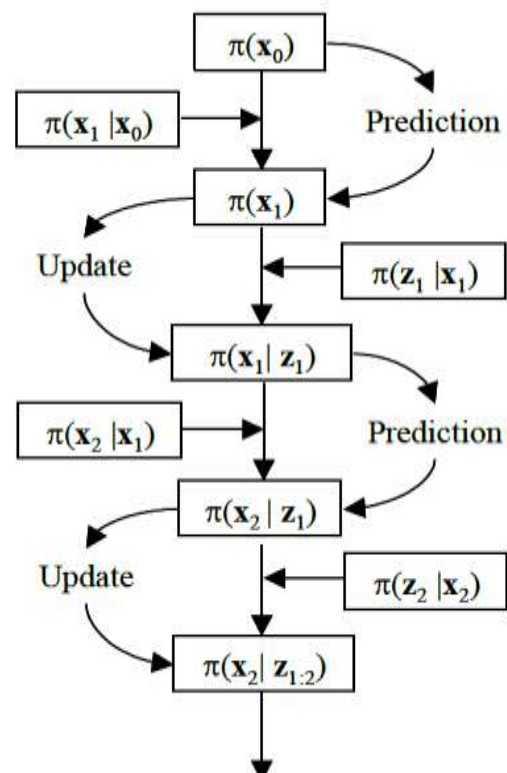 π(x₀)
π(x₁ |x₀)
Prediction
π(x₁)
Update
π(z₁ |x₁)
π(x₁| z₁)
π(x₂ |x₁)
Prediction
π(x₂ | z₁)
Update
π(z₂ |x₂)
π(x₂| z₁:₂)